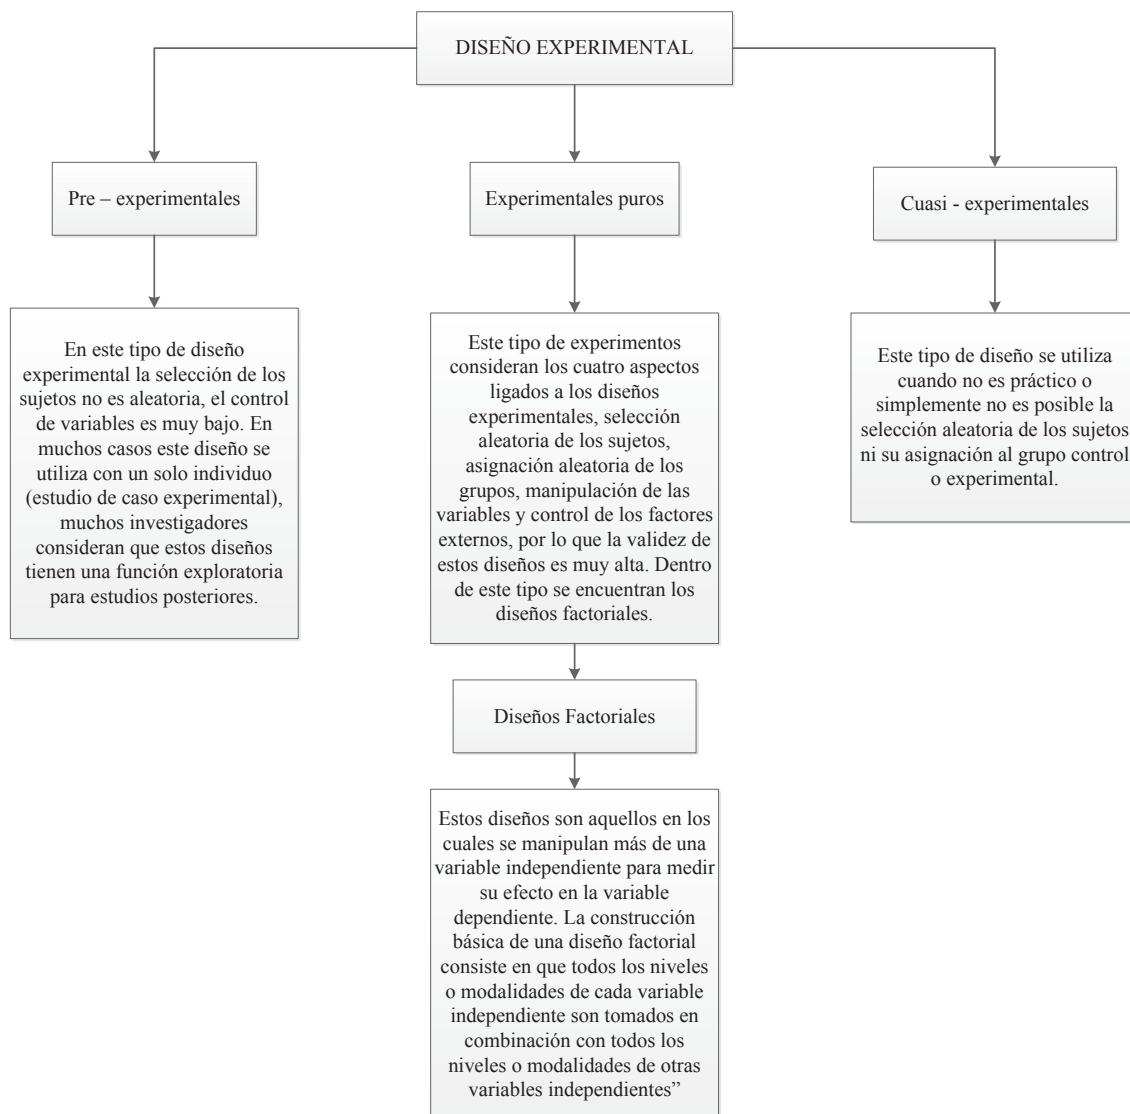 DISEÑO EXPERIMENTAL
Pre – experimentales
Experimentales puros
Cuasi - experimentales
En este tipo de diseño
experimental la selección de los
sujetos no es aleatoria, el control
de variables es muy bajo. En
muchos casos este diseño se
utiliza con un solo individuo
(estudio de caso experimental),
muchos investigadores
consideran que estos diseños
tienen una función exploratoria
para estudios posteriores.
Este tipo de experimentos
consideran los cuatro aspectos
ligados a los diseños
experimentales, selección
aleatoria de los sujetos,
asignación aleatoria de los
grupos, manipulación de las
variables y control de los factores
externos, por lo que la validez de
estos diseños es muy alta. Dentro
de este tipo se encuentran los
diseños factoriales.
Este tipo de diseño se utiliza
cuando no es práctico o
simplemente no es posible la
selección aleatoria de los sujetos
ni su asignación al grupo control
o experimental.
Diseños Factoriales
Estos diseños son aquellos en los
cuales se manipulan más de una
variable independiente para medir
su efecto en la variable
dependiente. La construcción
básica de una diseño factorial
consiste en que todos los niveles
o modalidades de cada variable
independiente son tomados en
combinación con todos los
niveles o modalidades de otras
variables independientes”